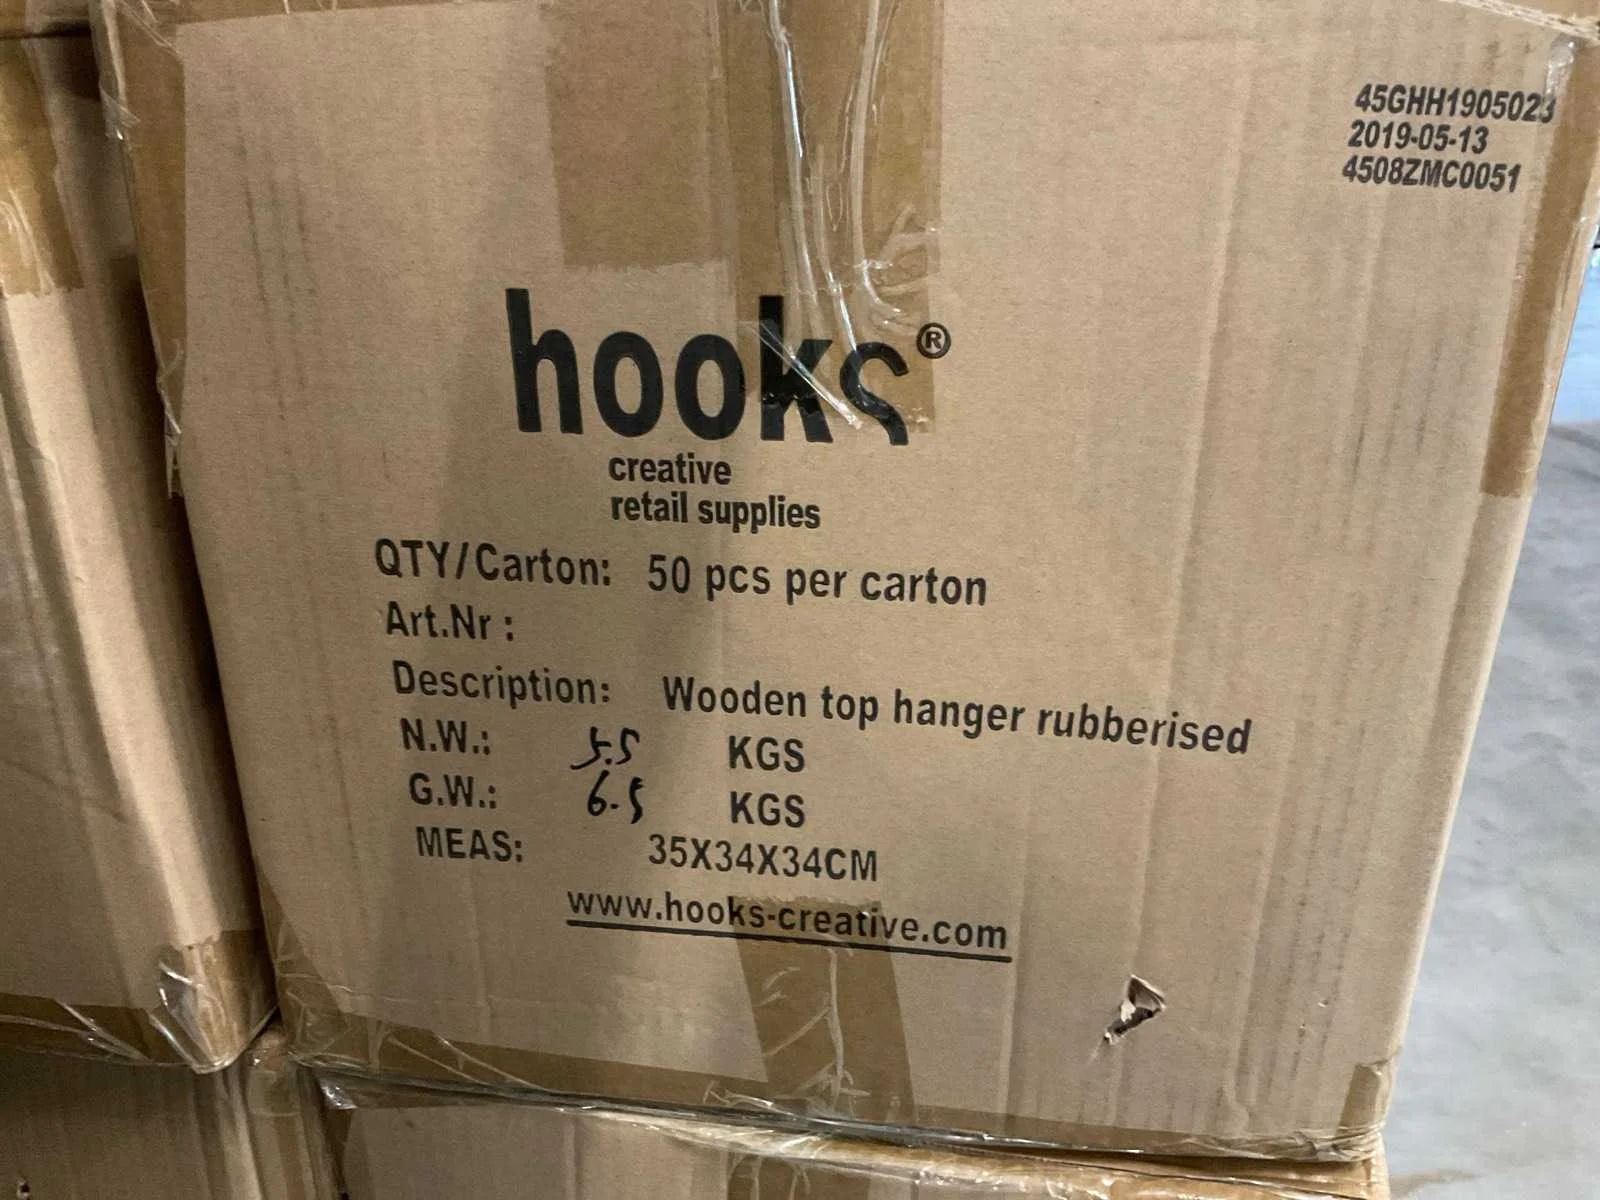 45GHH1905023
2019-05-13
4508ZMC0051
hooks®
creative
retail supplies
QTY/Carton: 50 pcs per carton
Art.Nr :
Description: Wooden top hanger rubberised
N.W.: 5.5 KGS
G.W.: 6.5 KGS
MEAS: 35X34X34CM
www.hooks-creative.com